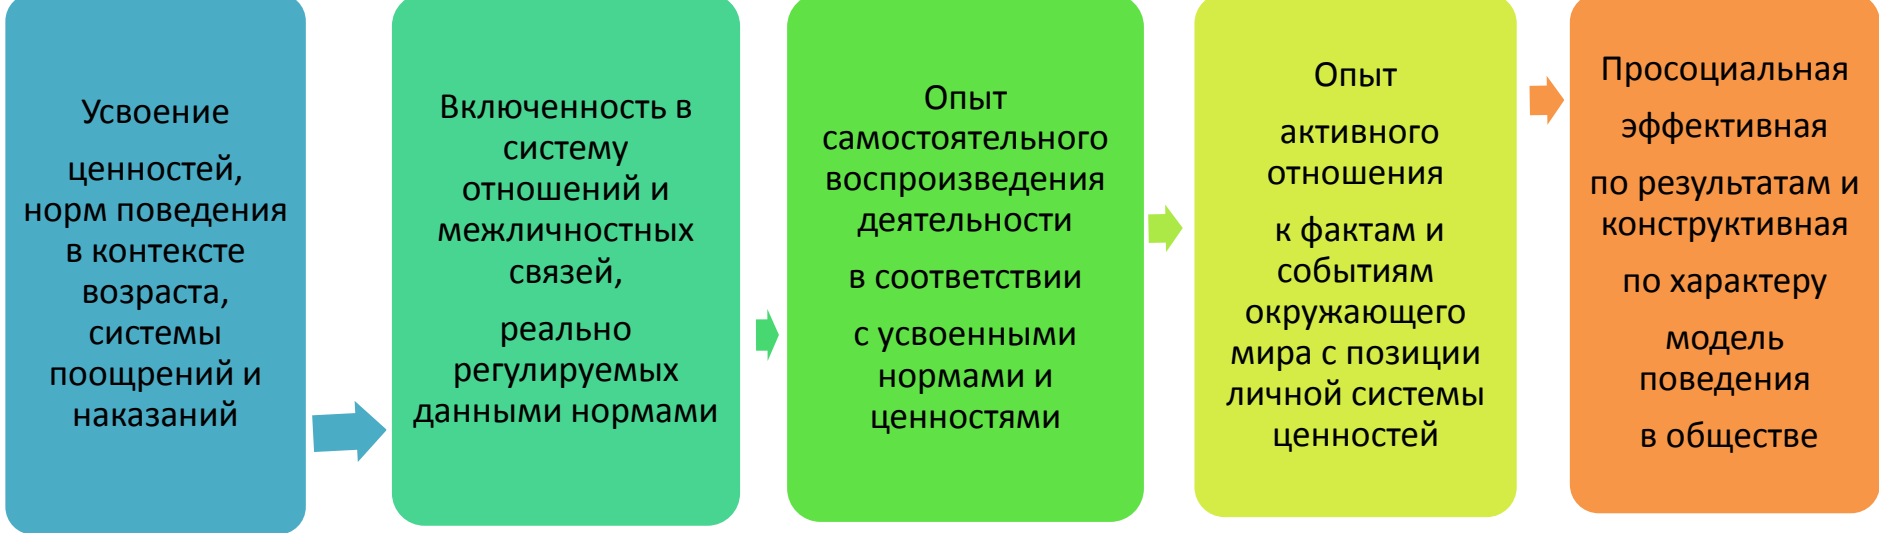 Усвоение
ценностей,
норм поведения
в контексте
возраста,
системы
поощрений и
наказаний
Включенность в
систему
отношений и
межличностных
связей,
реально
регулируемых
данными нормами
Опыт
самостоятельного
воспроизведения
деятельности
в соответствии
с усвоенными
нормами и
ценностями
Опыт
активного
отношения
к фактам и
событиям
окружающего
мира с позиции
личной системы
ценностей
Просоциальная
эффективная
по результатам и
конструктивная
по характеру
модель
поведения
в обществе